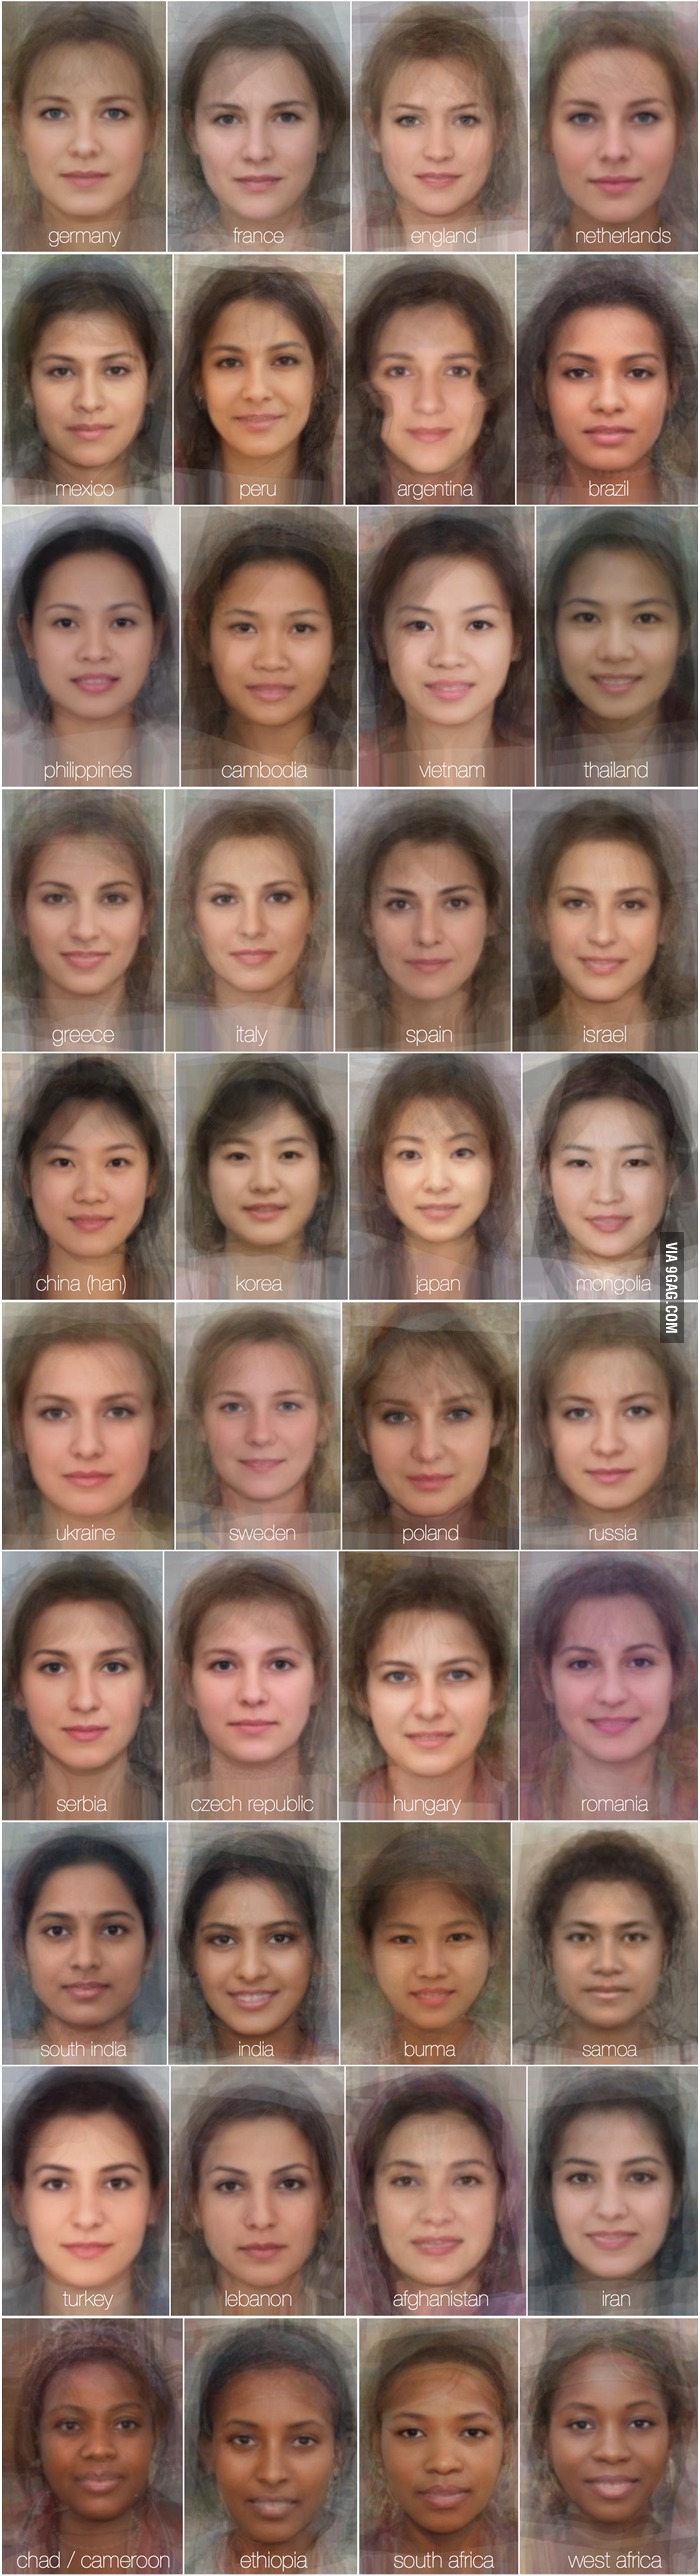 germany
france
england
netherlands
mexico
peru
argentina
brazil
philippines
cambodia
vietnam
thailand
greece
italy
spain
israel
china (han)
korea
japan
mongolia
VIA 9GAG.COM
ukraine
sweden
poland
russia
serbia
czech republic
hungary
romania
south india
india
burma
samoa
turkey
lebanon
afghanistan
iran
chad / cameroon
ethiopia
south africa
west africa